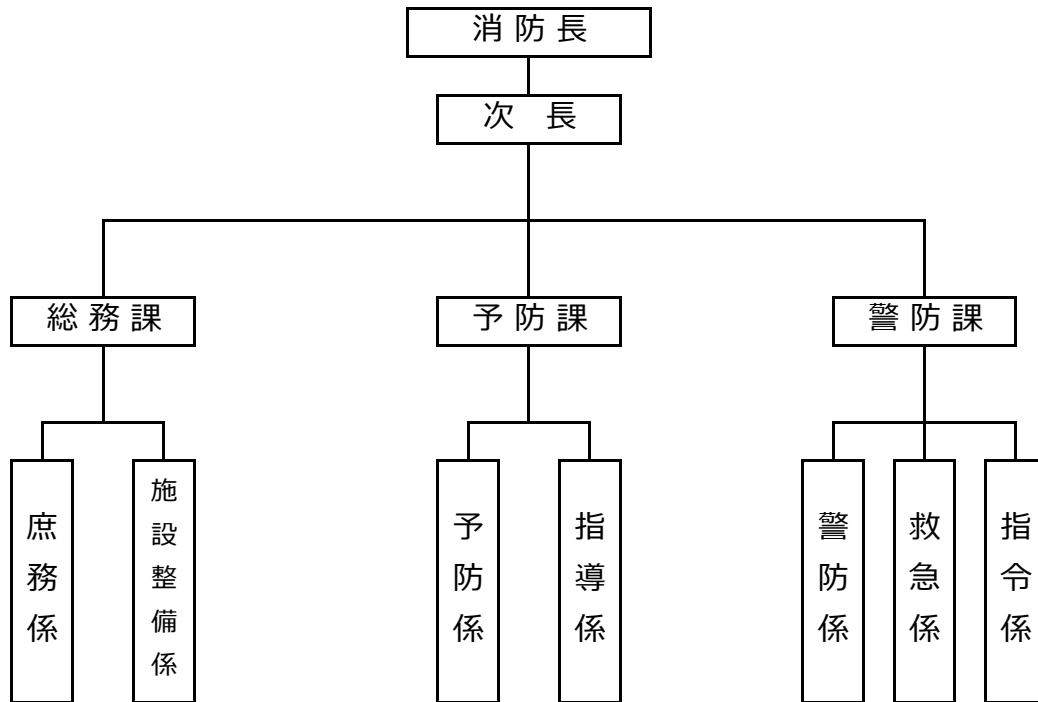 消防長
次　長
総務課
予防課
警防課
庶務係
施設整備係
予防係
指導係
警防係
救急係
指令係